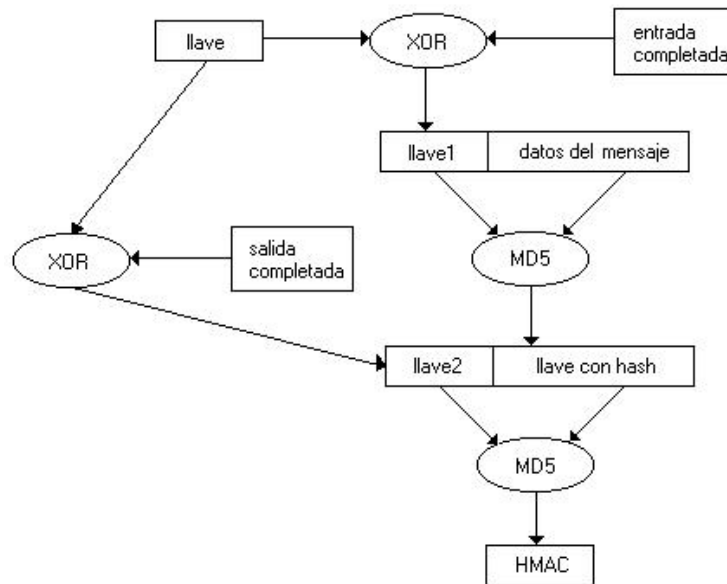 llave
XOR
entrada
completada
llave1
datos del mensaje
XOR
salida
completada
MD5
llave2
llave con hash
MD5
HMAC